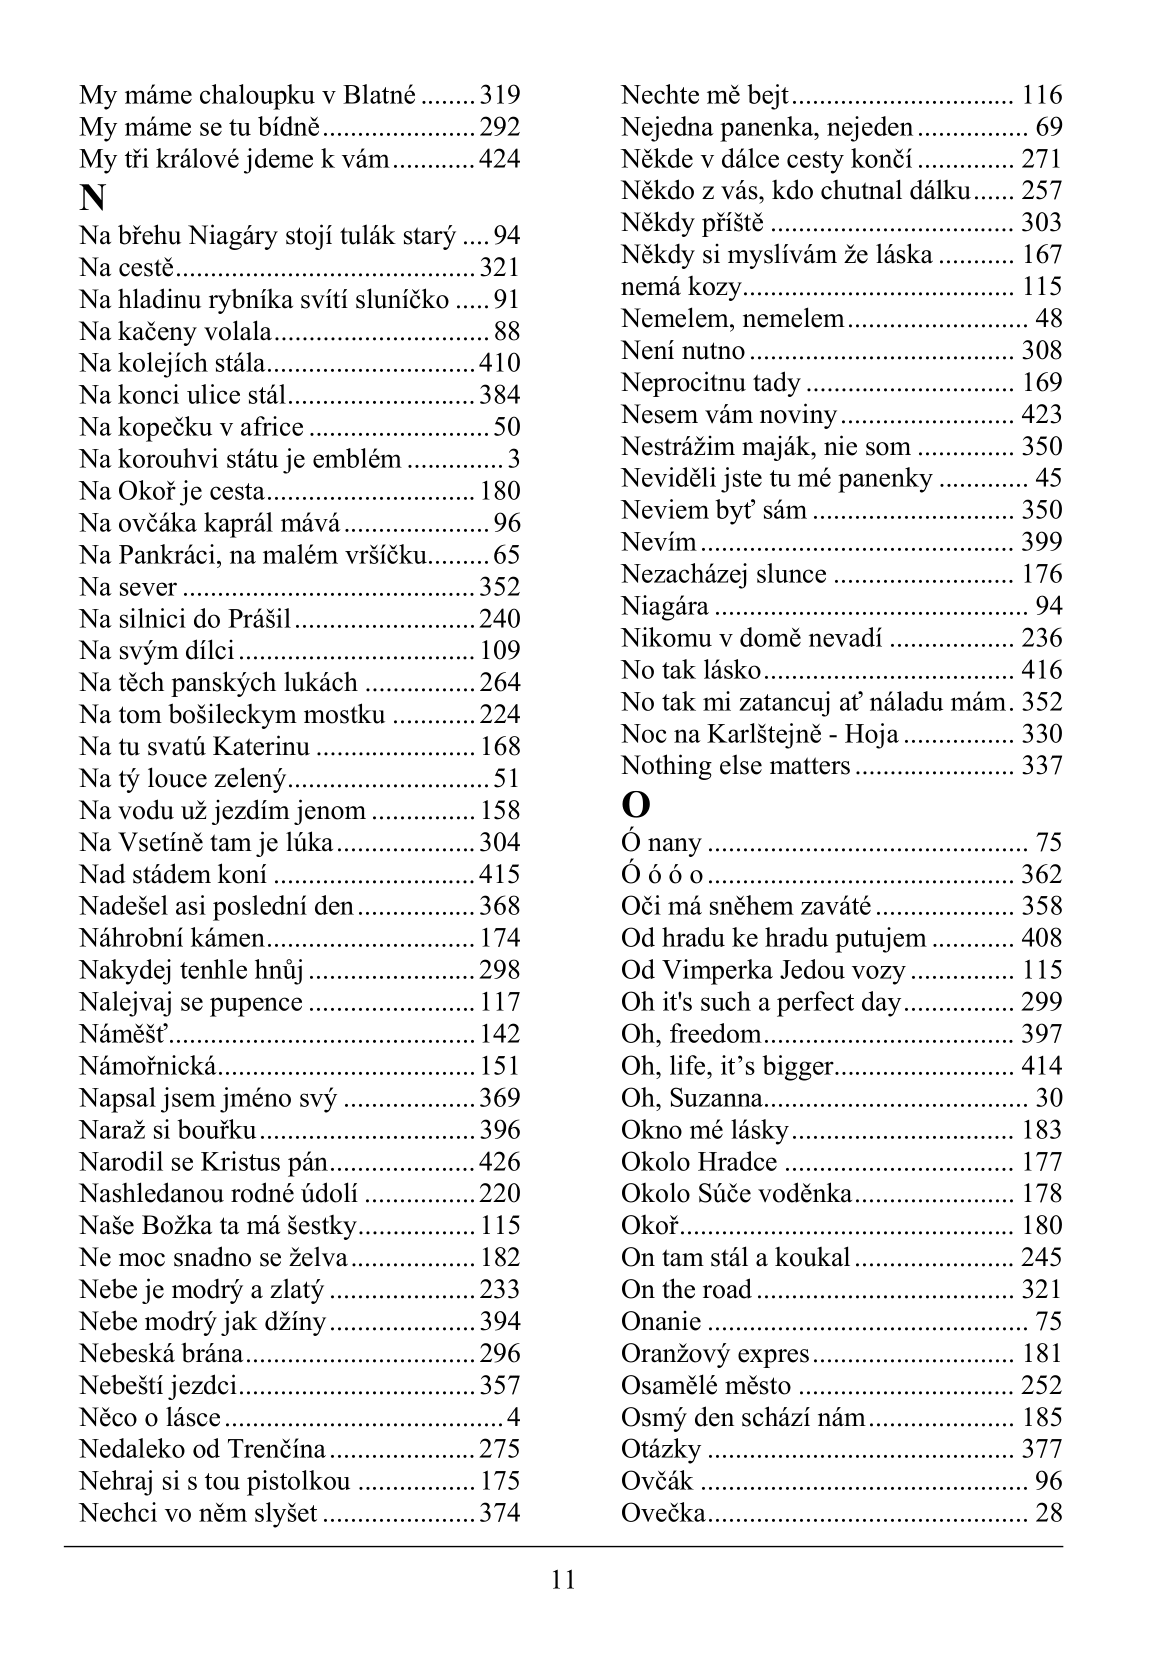 My máme chaloupku v Blatné ........ 319
My máme se tu bídně...................... 292
My tři králové jdeme k vám............ 424
N
Na břehu Niagáry stojí tulák starý .... 94
Na cestě........................................... 321
Na hladinu rybníka svítí sluníčko ..... 91
Na kačeny volala............................... 88
Na kolejích stála.............................. 410
Na konci ulice stál........................... 384
Na kopečku v africe .......................... 50
Na korouhvi státu je emblém .............. 3
Na Okoř je cesta.............................. 180
Na ovčáka kaprál mává..................... 96
Na Pankráci, na malém vršíčku......... 65
Na sever .......................................... 352
Na silnici do Prášil.......................... 240
Na svým dílci.................................. 109
Na těch panských lukách ................ 264
Na tom bošileckym mostku ............ 224
Na tu svatú Katerinu ....................... 168
Na tý louce zelený............................. 51
Na vodu už jezdím jenom ............... 158
Na Vsetíně tam je lúka.................... 304
Nad stádem koní ............................. 415
Nadešel asi poslední den................. 368
Náhrobní kámen.............................. 174
Nakydej tenhle hnůj........................ 298
Nalejvaj se pupence ........................ 117
Náměšť............................................ 142
Námořnická..................................... 151
Napsal jsem jméno svý ................... 369
Naraž si bouřku............................... 396
Narodil se Kristus pán..................... 426
Nashledanou rodné údolí ................ 220
Naše Božka ta má šestky................. 115
Ne moc snadno se želva.................. 182
Nebe je modrý a zlatý ..................... 233
Nebe modrý jak džíny..................... 394
Nebeská brána................................. 296
Nebeští jezdci.................................. 357
Něco o lásce........................................ 4
Nedaleko od Trenčína..................... 275
Nehraj si s tou pistolkou ................. 175
Nechci vo něm slyšet ...................... 374
Nechte mě bejt................................ 116
Nejedna panenka, nejeden................ 69
Někde v dálce cesty končí .............. 271
Někdo z vás, kdo chutnal dálku...... 257
Někdy příště ................................... 303
Někdy si myslívám že láska ........... 167
nemá kozy....................................... 115
Nemelem, nemelem.......................... 48
Není nutno ...................................... 308
Neprocitnu tady .............................. 169
Nesem vám noviny......................... 423
Nestrážim maják, nie som .............. 350
Neviděli jste tu mé panenky ............. 45
Neviem byť sám ............................. 350
Nevím ............................................. 399
Nezacházej slunce .......................... 176
Niagára ............................................. 94
Nikomu v domě nevadí .................. 236
No tak lásko.................................... 416
No tak mi zatancuj ať náladu mám. 352
Noc na Karlštejně - Hoja ................ 330
Nothing else matters ....................... 337
O
Ó nany .............................................. 75
Ó ó ó o............................................ 362
Oči má sněhem zaváté.................... 358
Od hradu ke hradu putujem ............ 408
Od Vimperka Jedou vozy ............... 115
Oh it's such a perfect day................ 299
Oh, freedom.................................... 397
Oh, life, it’s bigger.......................... 414
Oh, Suzanna...................................... 30
Okno mé lásky................................ 183
Okolo Hradce ................................. 177
Okolo Súče voděnka....................... 178
Okoř................................................ 180
On tam stál a koukal....................... 245
On the road ..................................... 321
Onanie .............................................. 75
Oranžový expres............................. 181
Osamělé město ............................... 252
Osmý den schází nám..................... 185
Otázky ............................................ 377
Ovčák ............................................... 96
Ovečka.............................................. 28
11